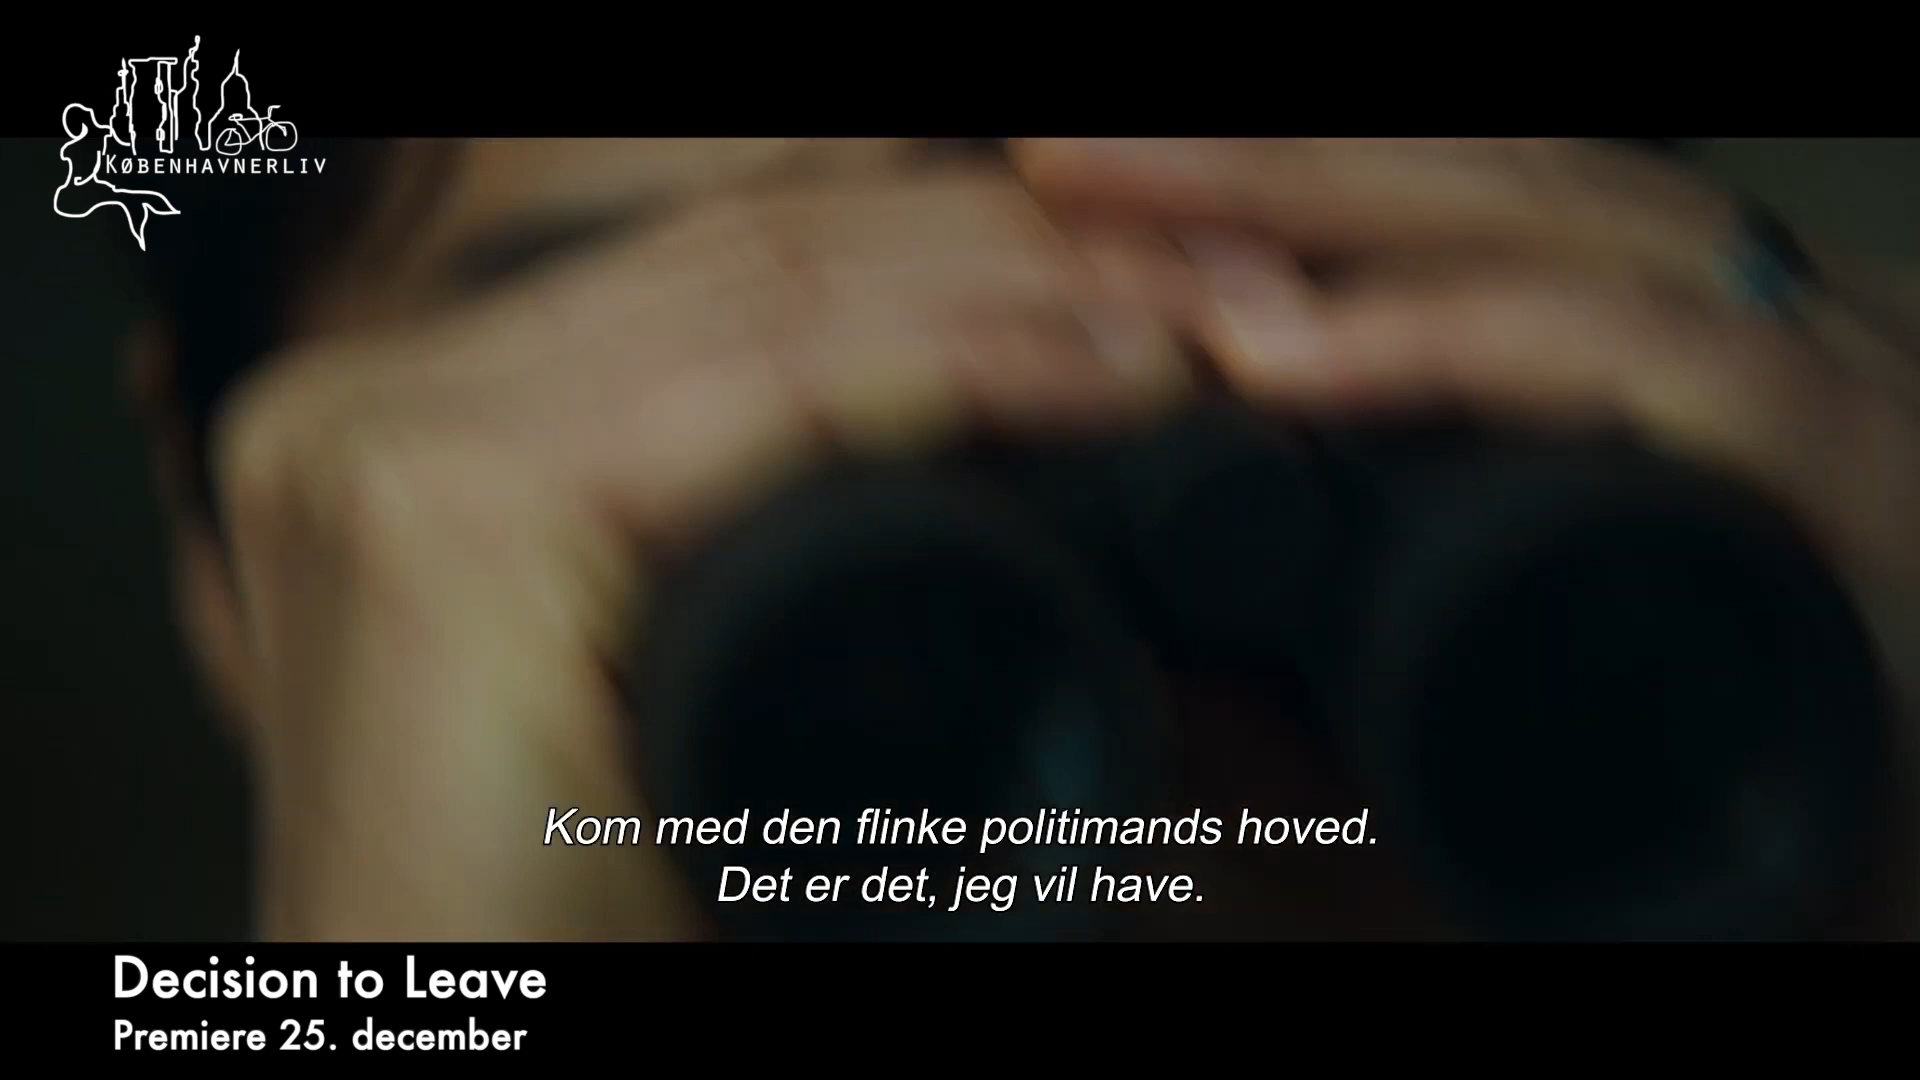 KØBENHAVNERLIV
Kom med den flinke politimands hoved.
Det er det, jeg vil have.
Decision to Leave
Premiere 25. december